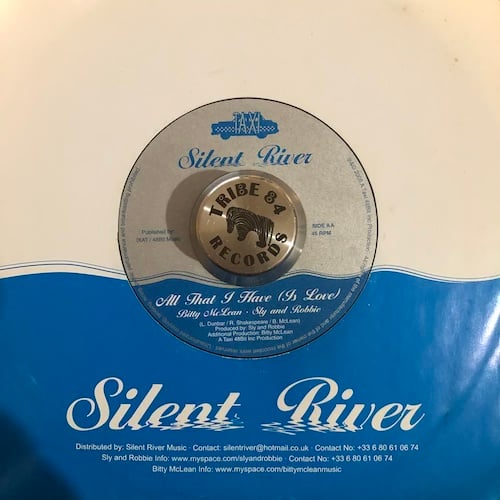 TAXI
Silent River
TRIBE 84
RECORDS
Published by:
IXAT / 48Bit Music
SIDE AA
45 RPM
All That I Have (Is Love)
Bitty McLean · Sly and Robbie
(L. Dunbar / R. Shakespeare / B. McLean)
Produced by: Sly and Robbie
Additional Production: Bitty McLean
A Taxi 48Bit Inc Production
Silent River
Distributed by: Silent River Music · Contact: silentriver@hotmail.co.uk · Contact No: +33 6 80 61 06 74
Sly and Robbie Info: www.myspace.com/slyandrobbie · Contact No: +33 6 80 61 06 74
Bitty McLean Info: www.myspace.com/bittymcleanmusic